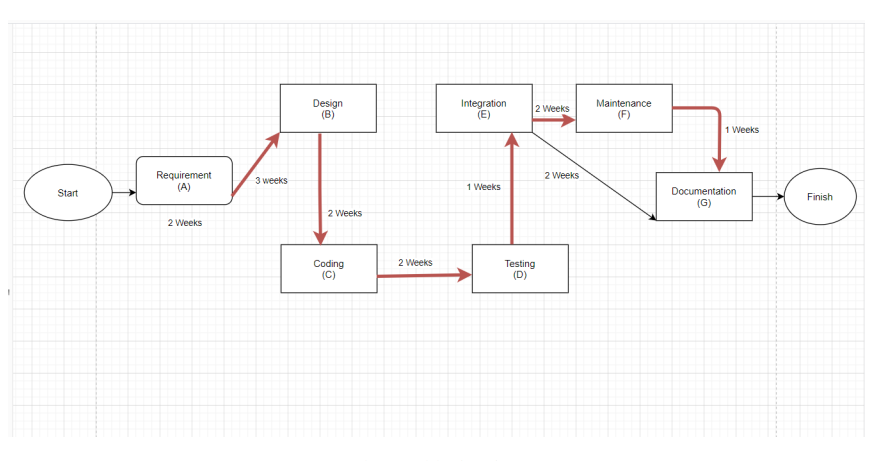 Start
Requirement
(A)
2 Weeks
3 weeks
Design
(B)
2 Weeks
Coding
(C)
2 Weeks
Testing
(D)
1 Weeks
Integration
(E)
2 Weeks
2 Weeks
Maintenance
(F)
1 Weeks
Documentation
(G)
Finish